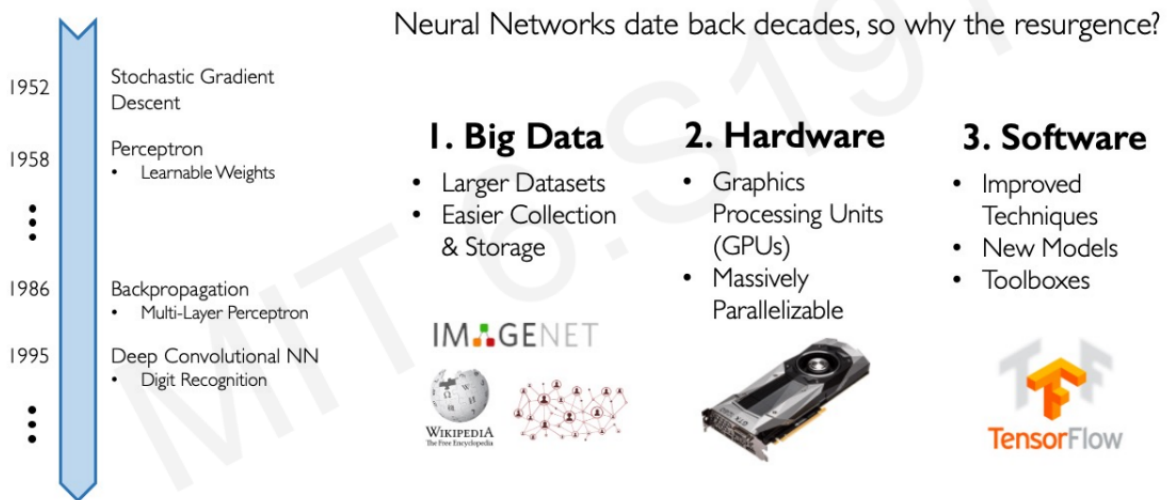 Neural Networks date back decades, so why the resurgence?
1952
Stochastic Gradient
Descent
1958
Perceptron
• Learnable Weights
1986
Backpropagation
• Multi-Layer Perceptron
1995
Deep Convolutional NN
• Digit Recognition
1. Big Data
• Larger Datasets
• Easier Collection
& Storage
IMAGENET
WIKIPEDIA
The Free Encyclopedia
2. Hardware
• Graphics
Processing Units
(GPUs)
• Massively
Parallelizable
3. Software
• Improved
Techniques
• New Models
• Toolboxes
TensorFlow
MIT 6.S191